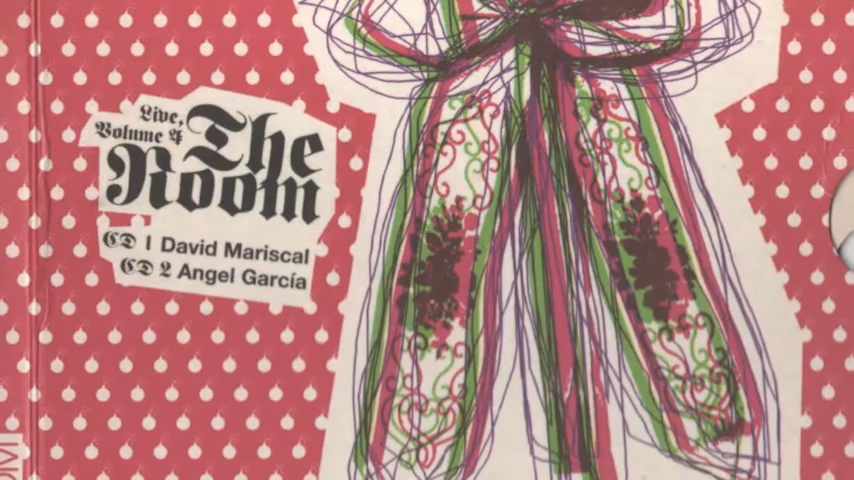 Live,
Volume 4
The
Room
CD 1 David Mariscal
CD 2 Angel García